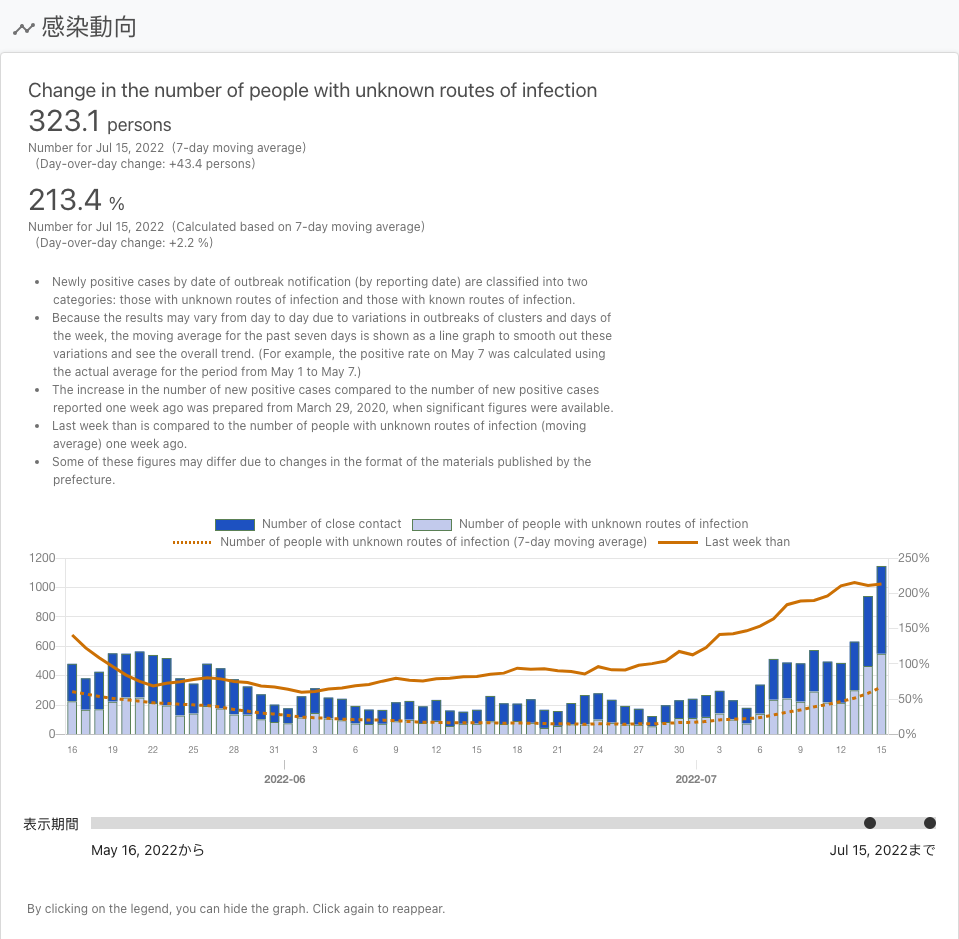 感染動向
Change in the number of people with unknown routes of infection
323.1 persons
Number for Jul 15, 2022 (7-day moving average)
(Day-over-day change: +43.4 persons)
213.4 %
Number for Jul 15, 2022 (Calculated based on 7-day moving average)
(Day-over-day change: +2.2 %)
• Newly positive cases by date of outbreak notification (by reporting date) are classified into two
categories: those with unknown routes of infection and those with known routes of infection.
• Because the results may vary from day to day due to variations in outbreaks of clusters and days of
the week, the moving average for the past seven days is shown as a line graph to smooth out these
variations and see the overall trend. (For example, the positive rate on May 7 was calculated using
the actual average for the period from May 1 to May 7.)
• The increase in the number of new positive cases compared to the number of new positive cases
reported one week ago was prepared from March 29, 2020, when significant figures were available.
• Last week than is compared to the number of people with unknown routes of infection (moving
average) one week ago.
• Some of these figures may differ due to changes in the format of the materials published by the
prefecture.
Number of close contact Number of people with unknown routes of infection
Number of people with unknown routes of infection (7-day moving average) Last week than
1200 250%
1000 200%
800 150%
600 100%
400 50%
200 0%
0
16 19 22 25 28 31 3 6 9 12 15 18 21 24 27 30 3 6 9 12 15
2022-06 2022-07
表示期間
May 16, 2022から Jul 15, 2022まで
By clicking on the legend, you can hide the graph. Click again to reappear.